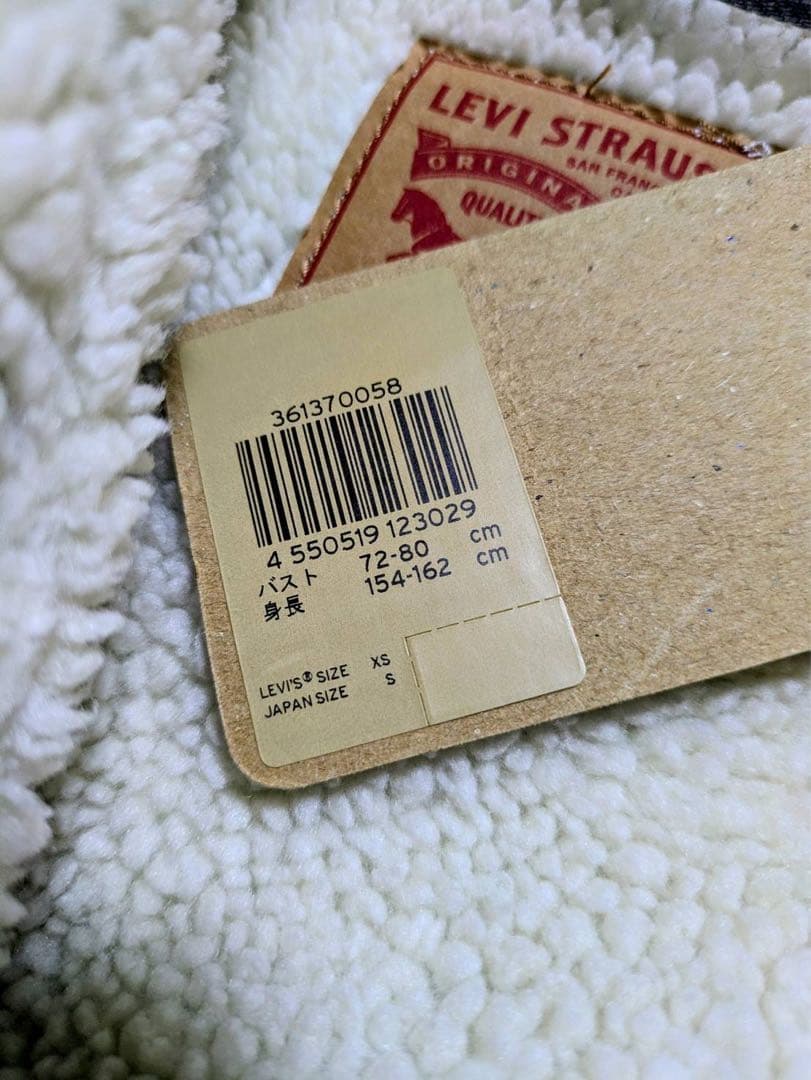 LEVI STRAUS
SAN FRAN
ORIGINA
QUALIT
361370058
4 550519 123029
バスト 72-80 cm
身長 154-162 cm
LEVI'S® SIZE XS
JAPAN SIZE S